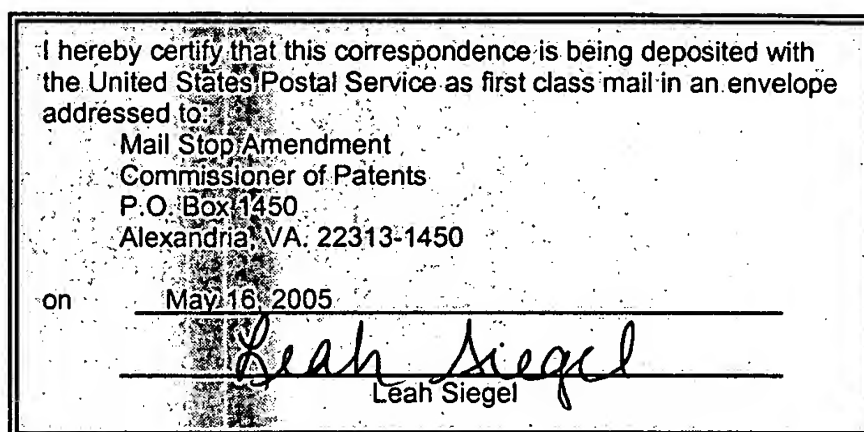 I hereby certify that this correspondence is being deposited with
the United States Postal Service as first class mail in an envelope
addressed to:
Mail Stop Amendment
Commissioner of Patents
P.O. Box 1450
Alexandria, VA. 22313-1450
on May 16, 2005
Leah Siegel
Leah Siegel